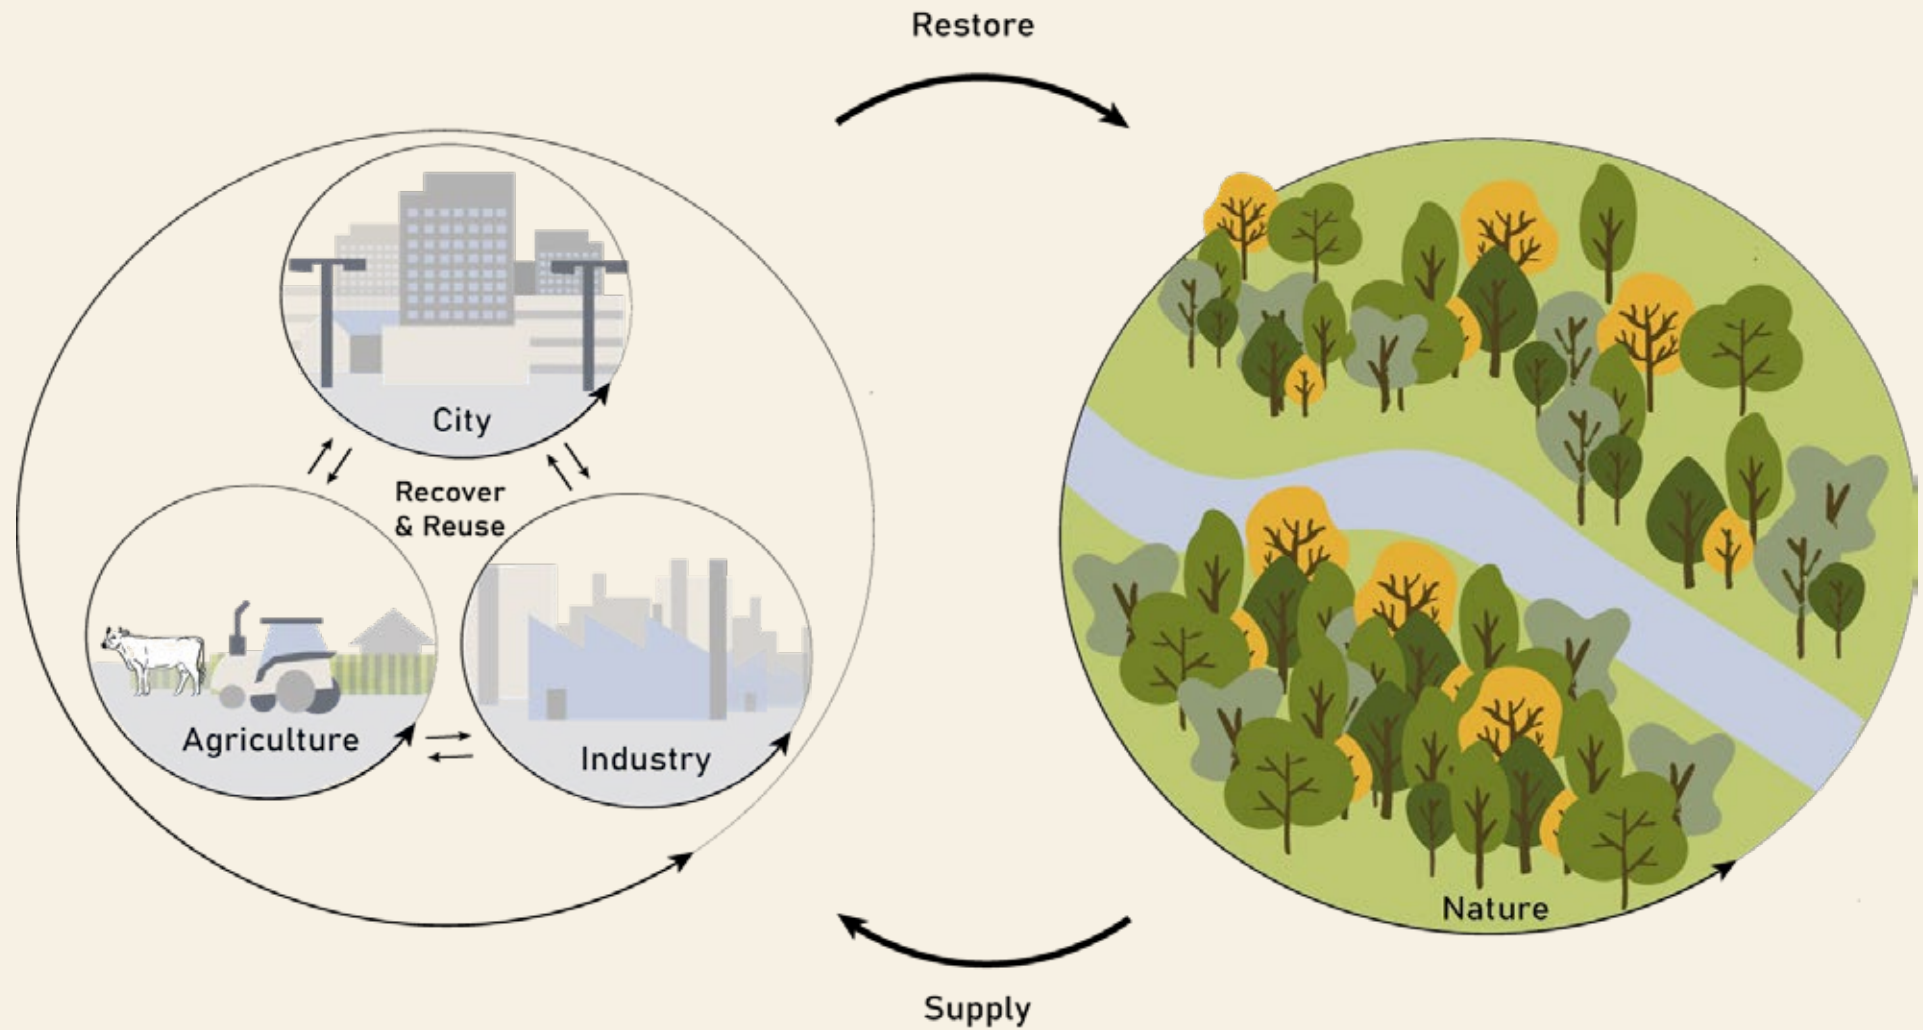 Restore
City
Recover
& Reuse
Agriculture
Industry
Nature
Supply